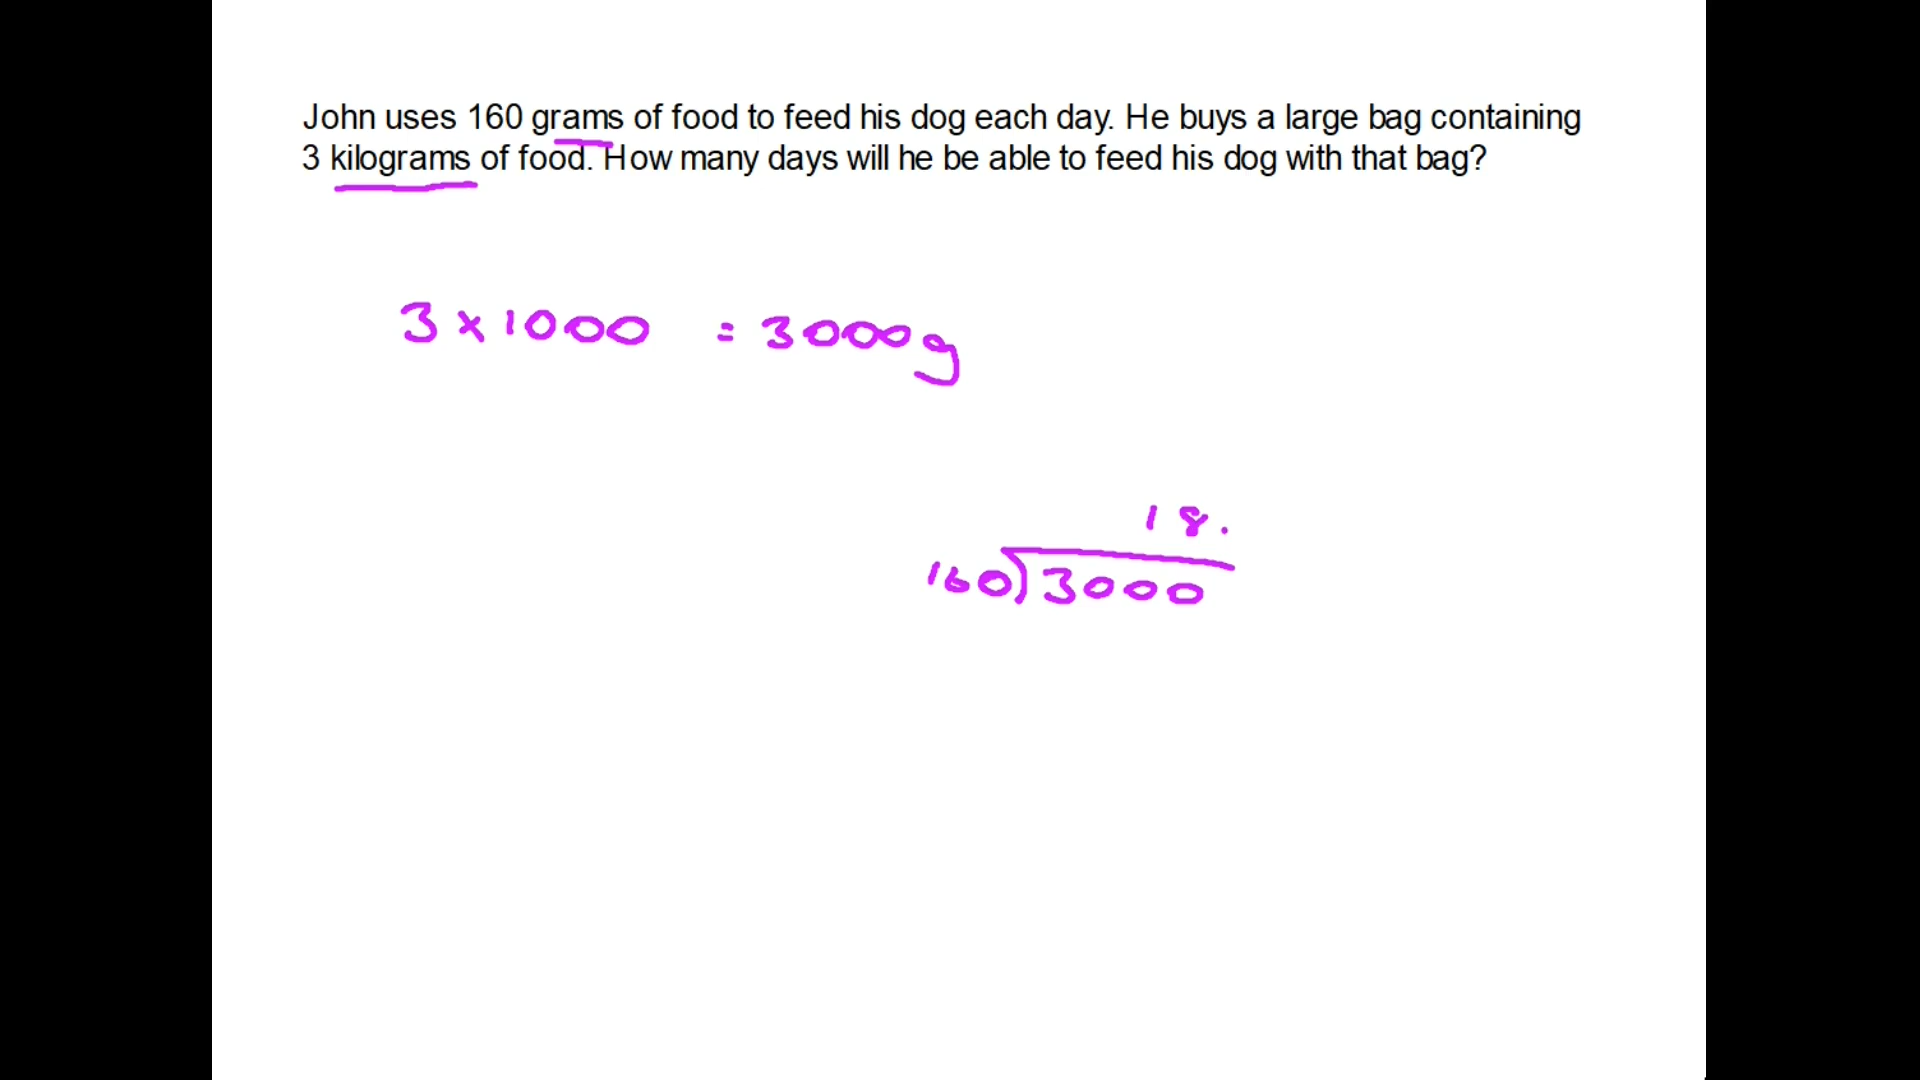 John uses 160 grams of food to feed his dog each day. He buys a large bag containing
3 kilograms of food. How many days will he be able to feed his dog with that bag?
3 × 1000 = 3000g
18.
160)3000